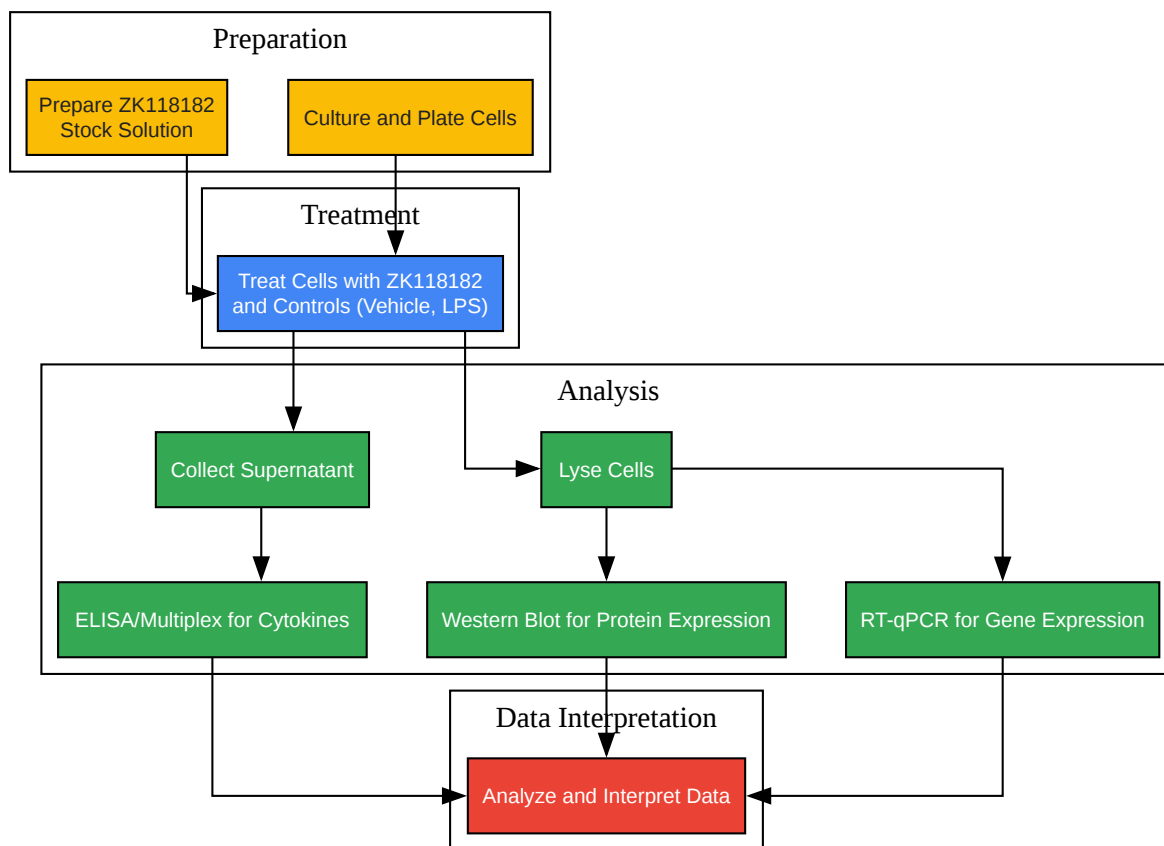 Preparation
Prepare ZK118182
Stock Solution
Culture and Plate Cells
Treatment
Treat Cells with ZK118182
and Controls (Vehicle, LPS)
Analysis
Collect Supernatant
Lyse Cells
ELISA/Multiplex for Cytokines
Western Blot for Protein Expression
RT-qPCR for Gene Expression
Data Interpretation
Analyze and Interpret Data